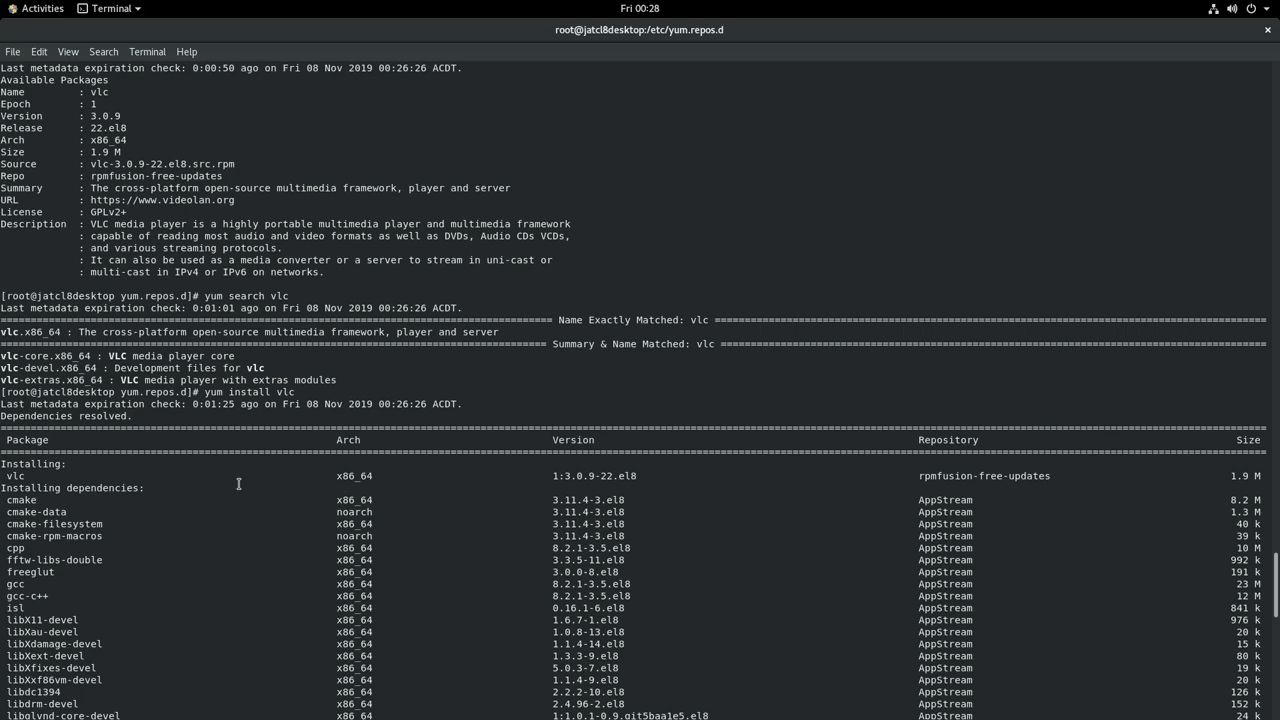 Activities Terminal Fri 00:28
root@jatcl8desktop:/etc/yum.repos.d
File Edit View Search Terminal Help
Last metadata expiration check: 0:00:50 ago on Fri 08 Nov 2019 00:26:26 ACDT.
Available Packages
Name : vlc
Epoch : 1
Version : 3.0.9
Release : 22.el8
Arch : x86_64
Size : 1.9 M
Source : vlc-3.0.9-22.el8.src.rpm
Repo : rpmfusion-free-updates
Summary : The cross-platform open-source multimedia framework, player and server
URL : https://www.videolan.org
License : GPLv2+
Description : VLC media player is a highly portable multimedia player and multimedia framework
: capable of reading most audio and video formats as well as DVDs, Audio CDs VCDs,
: and various streaming protocols.
: It can also be used as a media converter or a server to stream in uni-cast or
: multi-cast in IPv4 or IPv6 on networks.
[root@jatcl8desktop yum.repos.d]# yum search vlc
Last metadata expiration check: 0:01:01 ago on Fri 08 Nov 2019 00:26:26 ACDT.
Name Exactly Matched: vlc
vlc.x86_64 : The cross-platform open-source multimedia framework, player and server
Summary & Name Matched: vlc
vlc-core.x86_64 : VLC media player core
vlc-devel.x86_64 : Development files for vlc
vlc-extras.x86_64 : VLC media player with extras modules
[root@jatcl8desktop yum.repos.d]# yum install vlc
Last metadata expiration check: 0:01:25 ago on Fri 08 Nov 2019 00:26:26 ACDT.
Dependencies resolved.
Package Arch Version Repository Size
Installing:
vlc x86_64 1:3.0.9-22.el8 rpmfusion-free-updates 1.9 M
Installing dependencies:
cmake x86_64 3.11.4-3.el8 AppStream 8.2 M
cmake-data noarch 3.11.4-3.el8 AppStream 1.3 M
cmake-filesystem x86_64 3.11.4-3.el8 AppStream 40 k
cmake-rpm-macros noarch 3.11.4-3.el8 AppStream 39 k
cpp x86_64 8.2.1-3.5.el8 AppStream 10 M
fftw-libs-double x86_64 3.3.5-11.el8 AppStream 992 k
freeglut x86_64 3.0.0-8.el8 AppStream 191 k
gcc x86_64 8.2.1-3.5.el8 AppStream 23 M
gcc-c++ x86_64 8.2.1-3.5.el8 AppStream 12 M
isl x86_64 0.16.1-6.el8 AppStream 841 k
libX11-devel x86_64 1.6.7-1.el8 AppStream 976 k
libXau-devel x86_64 1.0.8-13.el8 AppStream 20 k
libXdamage-devel x86_64 1.1.4-14.el8 AppStream 15 k
libXext-devel x86_64 1.3.3-9.el8 AppStream 80 k
libXfixes-devel x86_64 5.0.3-7.el8 AppStream 19 k
libXxf86vm-devel x86_64 1.1.4-9.el8 AppStream 20 k
libdc1394 x86_64 2.2.2-10.el8 AppStream 126 k
libdrm-devel x86_64 2.4.96-2.el8 AppStream 152 k
libglvnd-core-devel x86_64 1:1.0.1-0.9.git5baa1e5.el8 AppStream 24 k